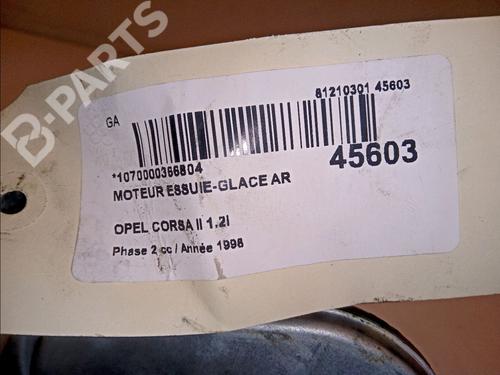 B-PARTS
GA
81210301 45603
*1070000366804
45603
MOTEUR ESSUIE-GLACE AR
OPEL CORSA II 1.2I
Phase 2 cc / Année 1998